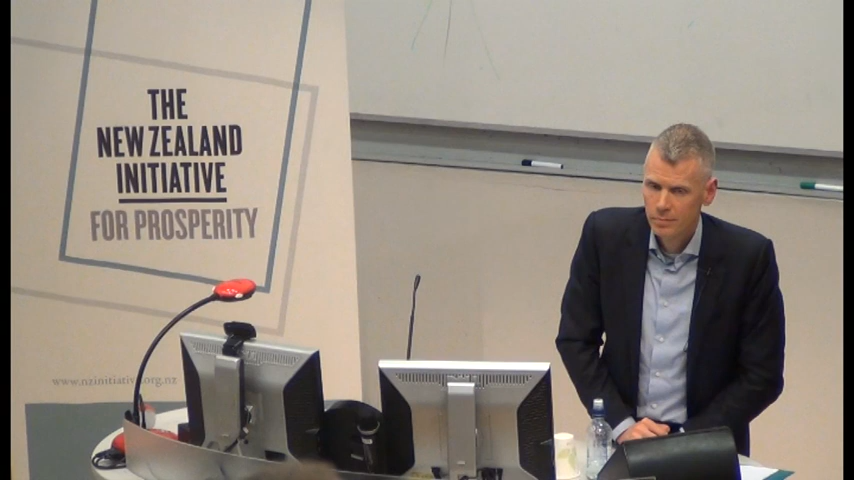 THE
NEW ZEALAND
INITIATIVE
FOR PROSPERITY
www.nzinitiative.org.nz